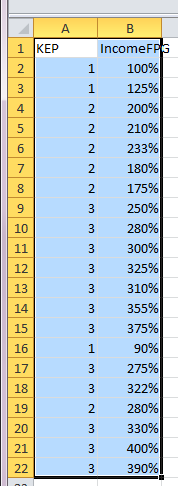 A B
1 KEP IncomeFPG
2 1 100%
3 1 125%
4 2 200%
5 2 210%
6 2 233%
7 2 180%
8 2 175%
9 3 250%
10 3 280%
11 3 300%
12 3 325%
13 3 310%
14 3 355%
15 3 375%
16 1 90%
17 3 275%
18 3 322%
19 2 280%
20 3 330%
21 3 400%
22 3 390%